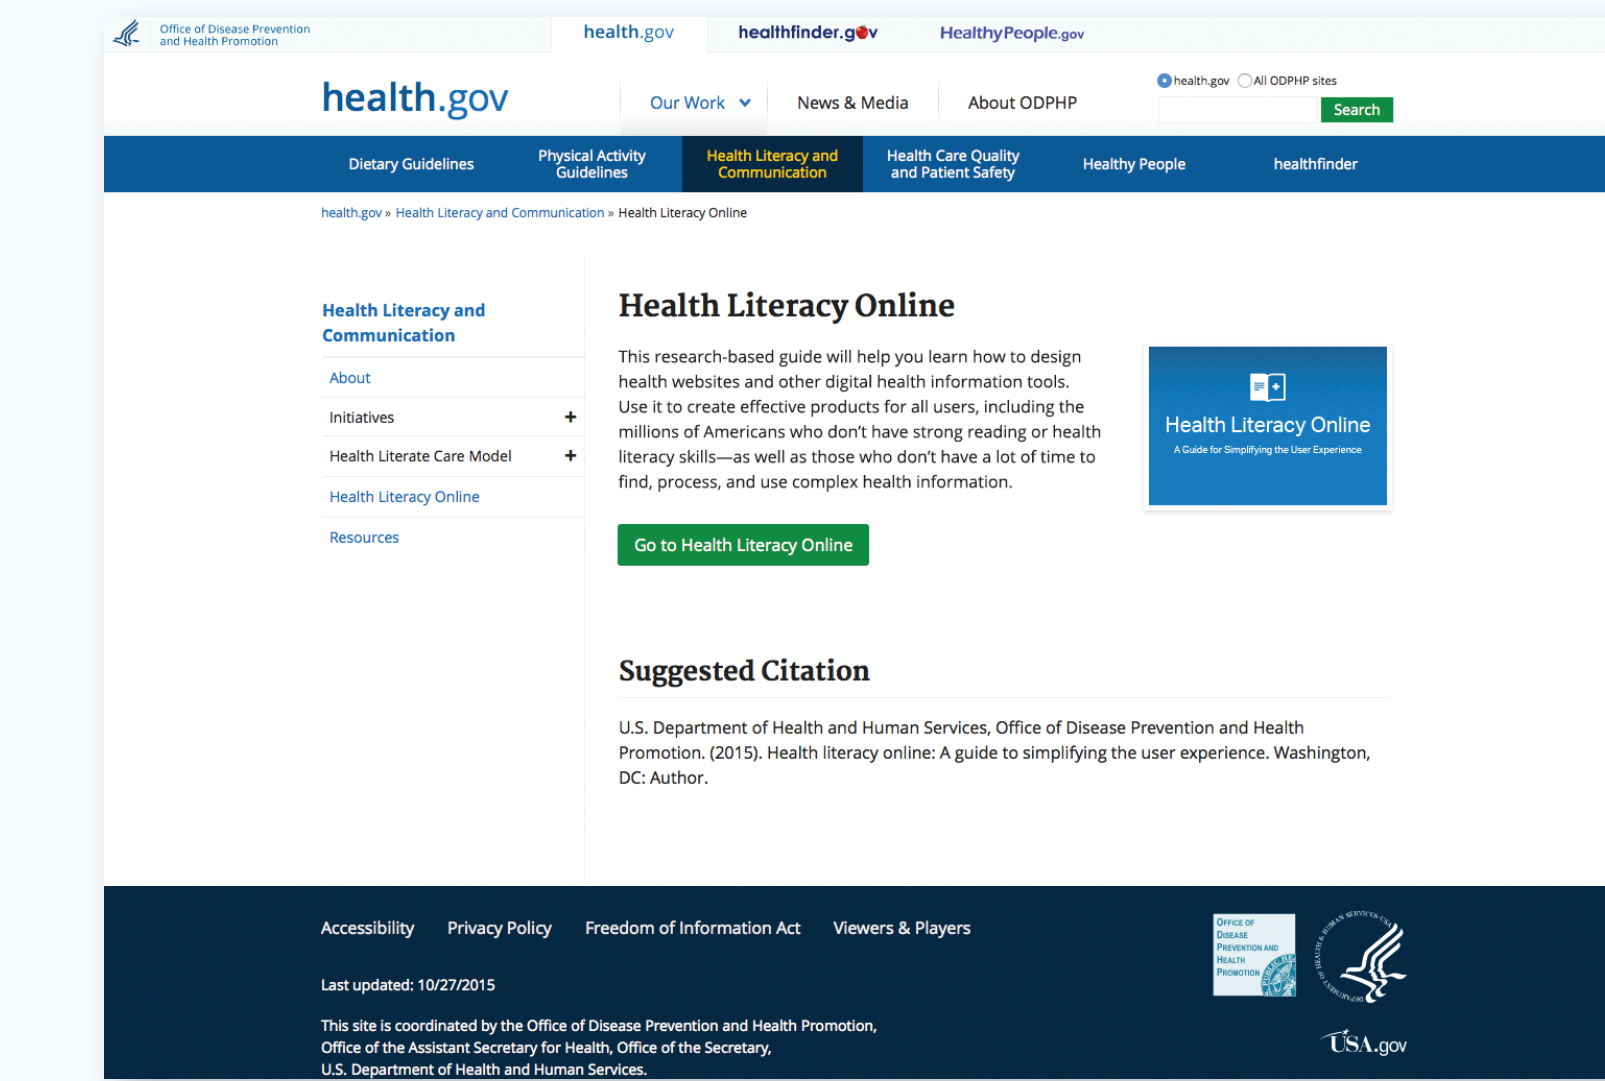 Office of Disease Prevention
and Health Promotion
health.gov
healthfinder.gov
HealthyPeople.gov
health.gov
Our Work
News & Media
About ODPHP
health.gov
All ODPHP sites
Search
Dietary Guidelines
Physical Activity
Guidelines
Health Literacy and
Communication
Health Care Quality
and Patient Safety
Healthy People
healthfinder
health.gov » Health Literacy and Communication » Health Literacy Online
Health Literacy and
Communication
About
Initiatives +
Health Literate Care Model +
Health Literacy Online
Resources
Health Literacy Online
This research-based guide will help you learn how to design
health websites and other digital health information tools.
Use it to create effective products for all users, including the
millions of Americans who don’t have strong reading or health
literacy skills—as well as those who don’t have a lot of time to
find, process, and use complex health information.
Health Literacy Online
A Guide for Simplifying the User Experience
Go to Health Literacy Online
Suggested Citation
U.S. Department of Health and Human Services, Office of Disease Prevention and Health
Promotion. (2015). Health literacy online: A guide to simplifying the user experience. Washington,
DC: Author.
Accessibility
Privacy Policy
Freedom of Information Act
Viewers & Players
Last updated: 10/27/2015
This site is coordinated by the Office of Disease Prevention and Health Promotion,
Office of the Assistant Secretary for Health, Office of the Secretary,
U.S. Department of Health and Human Services.
Office of
Disease
Prevention and
Health
Promotion
DEPARTMENT OF HEALTH & HUMAN SERVICES·USA
USA.gov